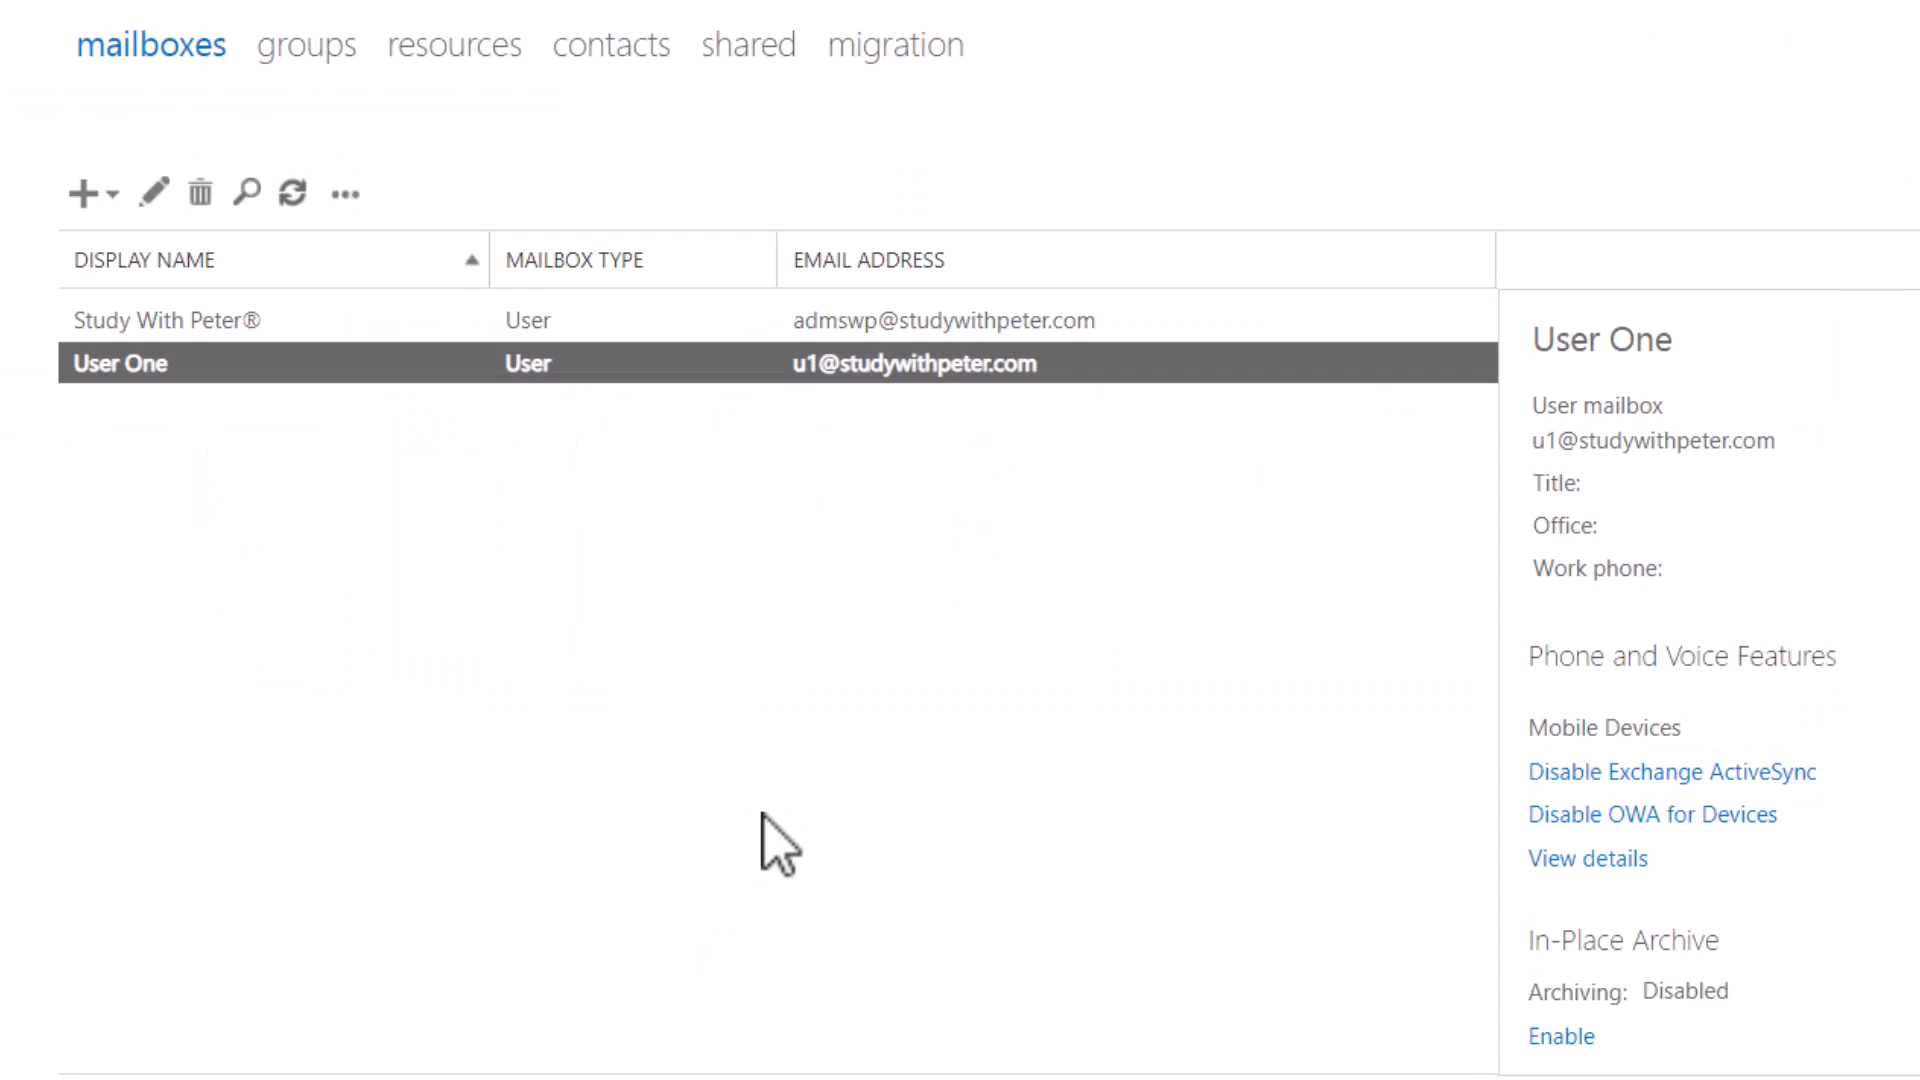 mailboxes groups resources contacts shared migration
DISPLAY NAME MAILBOX TYPE EMAIL ADDRESS
Study With Peter® User admswp@studywithpeter.com
User One User u1@studywithpeter.com
User One
User mailbox
u1@studywithpeter.com
Title:
Office:
Work phone:
Phone and Voice Features
Mobile Devices
Disable Exchange ActiveSync
Disable OWA for Devices
View details
In-Place Archive
Archiving: Disabled
Enable